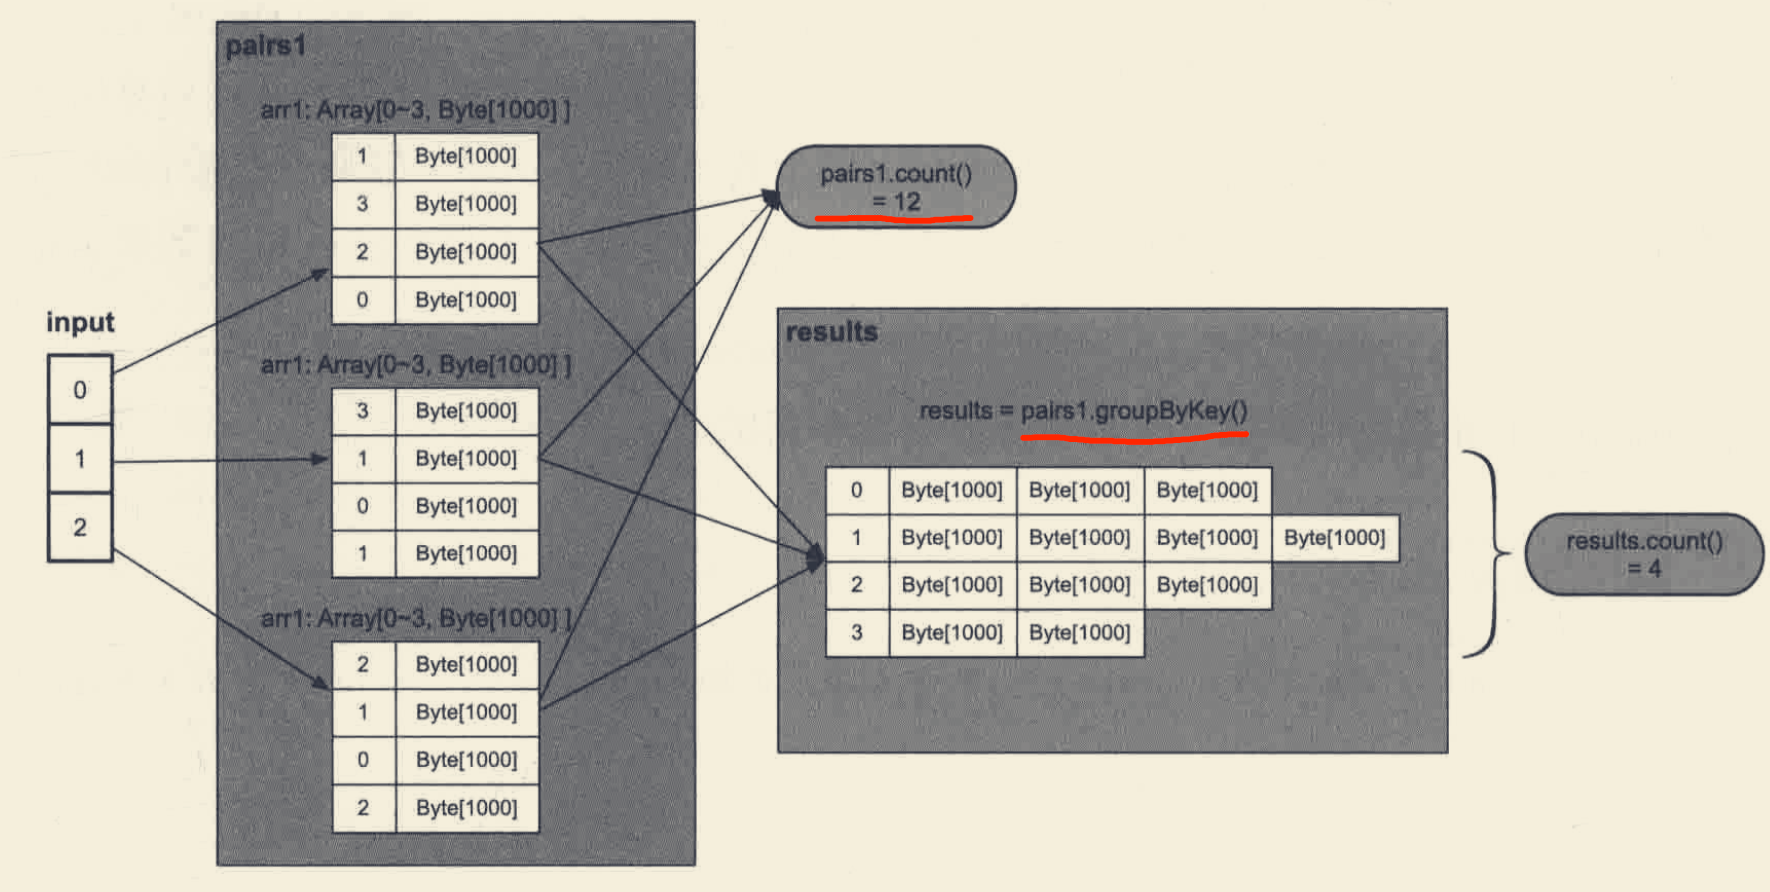 input
0
1
2
pairs1
arr1: Array[0~3, Byte[1000] ]
1 Byte[1000]
3 Byte[1000]
2 Byte[1000]
0 Byte[1000]
arr1: Array[0~3, Byte[1000] ]
3 Byte[1000]
1 Byte[1000]
0 Byte[1000]
1 Byte[1000]
arr1: Array[0~3, Byte[1000] ]
2 Byte[1000]
1 Byte[1000]
0 Byte[1000]
2 Byte[1000]
pairs1.count()
= 12
results
results = pairs1.groupByKey()
0 Byte[1000] Byte[1000] Byte[1000]
1 Byte[1000] Byte[1000] Byte[1000] Byte[1000]
2 Byte[1000] Byte[1000] Byte[1000]
3 Byte[1000] Byte[1000]
results.count()
= 4